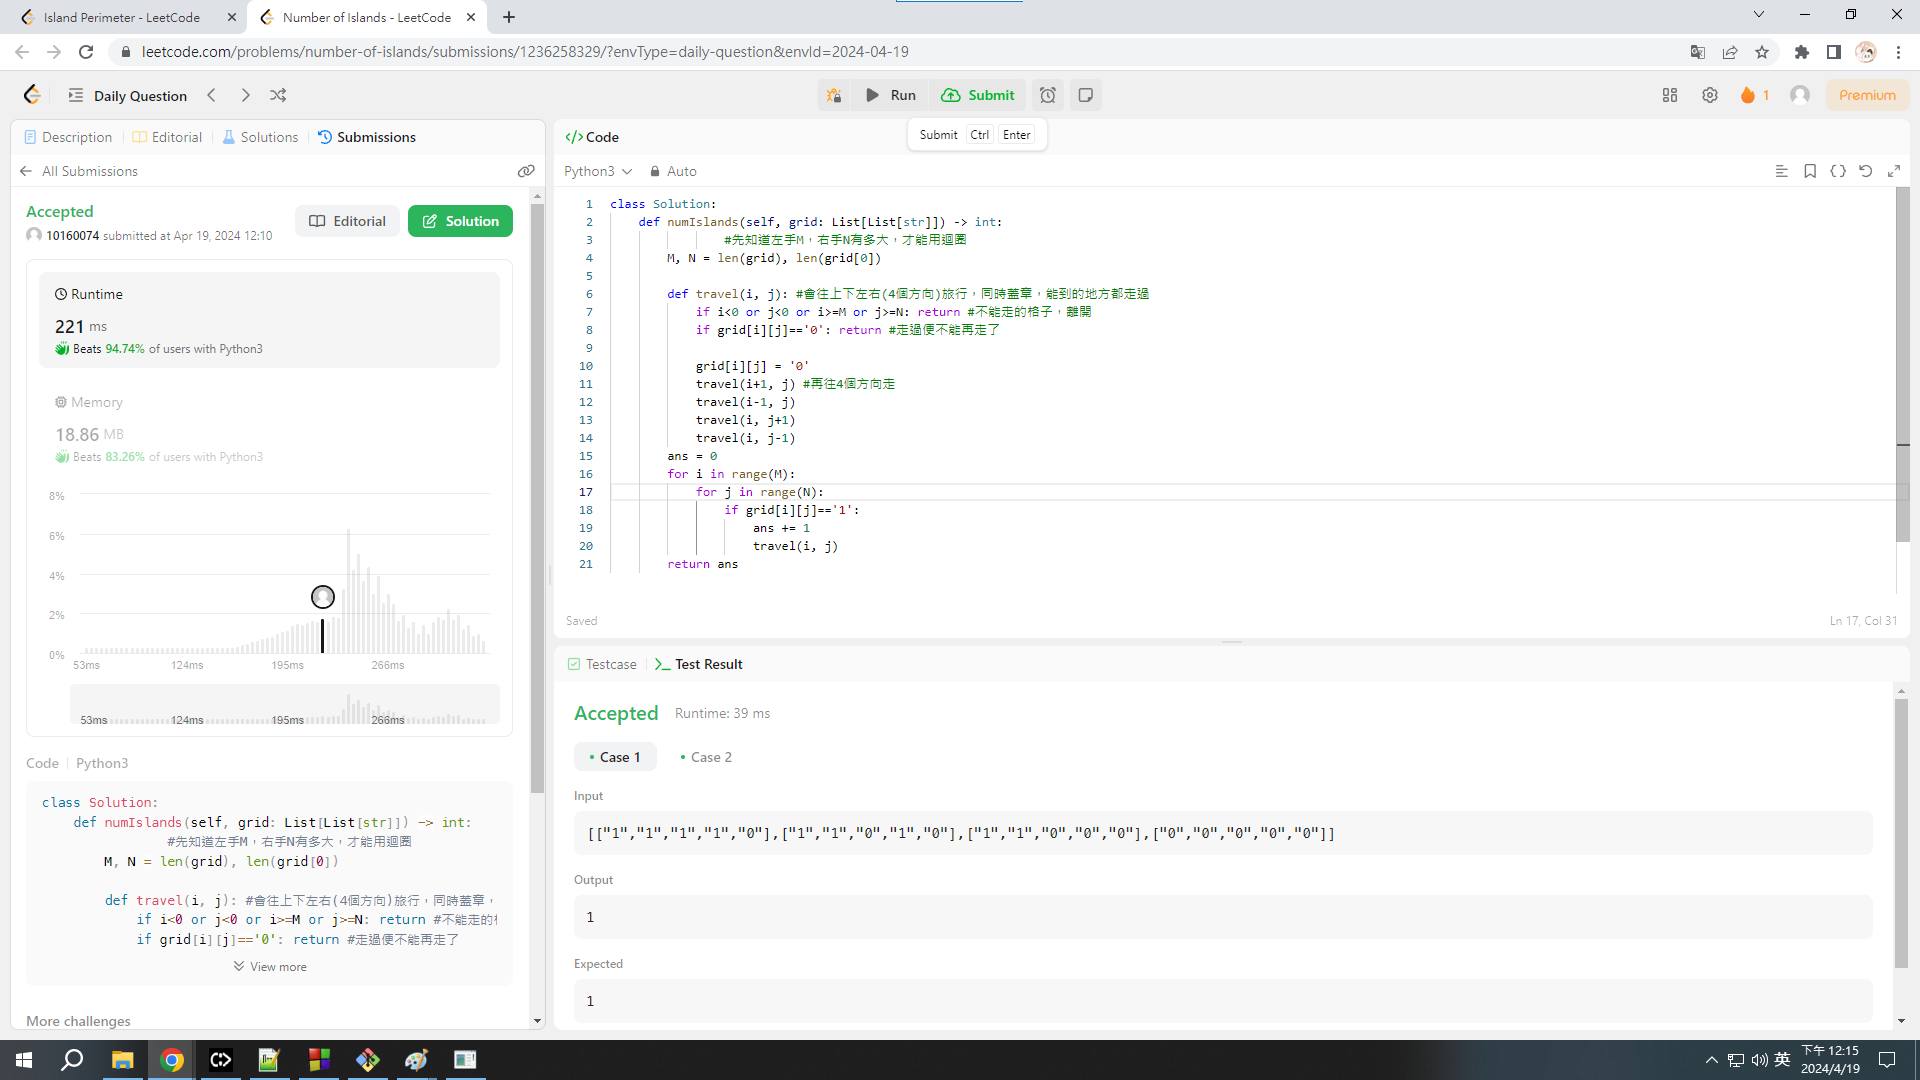 Island Perimeter - LeetCode
Number of Islands - LeetCode
leetcode.com/problems/number-of-islands/submissions/1236258329/?envType=daily-question&envId=2024-04-19
Daily Question
Run
Submit
1
Premium
Description
Editorial
Solutions
Submissions
All Submissions
Accepted
10160074 submitted at Apr 19, 2024 12:10
Editorial
Solution
Runtime
221 ms
Beats 94.74% of users with Python3
Memory
18.86 MB
Beats 83.26% of users with Python3
8%
6%
4%
2%
0%
53ms 124ms 195ms 266ms
53ms 124ms 195ms 266ms
Code
Python3
class Solution:
def numIslands(self, grid: List[List[str]]) -> int:
#先知道左手M，右手N有多大，才能用迴圈
M, N = len(grid), len(grid[0])
def travel(i, j): #會往上下左右(4個方向)旅行，同時蓋章，
if i<0 or j<0 or i>=M or j>=N: return #不能走的
if grid[i][j]=='0': return #走過便不能再走了
View more
More challenges
Code
Submit Ctrl Enter
Python3
Auto
1 class Solution:
2 def numIslands(self, grid: List[List[str]]) -> int:
3 #先知道左手M，右手N有多大，才能用迴圈
4 M, N = len(grid), len(grid[0])
5
6 def travel(i, j): #會往上下左右(4個方向)旅行，同時蓋章，能到的地方都走過
7 if i<0 or j<0 or i>=M or j>=N: return #不能走的格子，離開
8 if grid[i][j]=='0': return #走過便不能再走了
9
10 grid[i][j] = '0'
11 travel(i+1, j) #再往4個方向走
12 travel(i-1, j)
13 travel(i, j+1)
14 travel(i, j-1)
15 ans = 0
16 for i in range(M):
17 for j in range(N):
18 if grid[i][j]=='1':
19 ans += 1
20 travel(i, j)
21 return ans
Saved
Ln 17, Col 31
Testcase
Test Result
Accepted
Runtime: 39 ms
Case 1
Case 2
Input
[["1","1","1","1","0"],["1","1","0","1","0"],["1","1","0","0","0"],["0","0","0","0","0"]]
Output
1
Expected
1
英
下午 12:15
2024/4/19